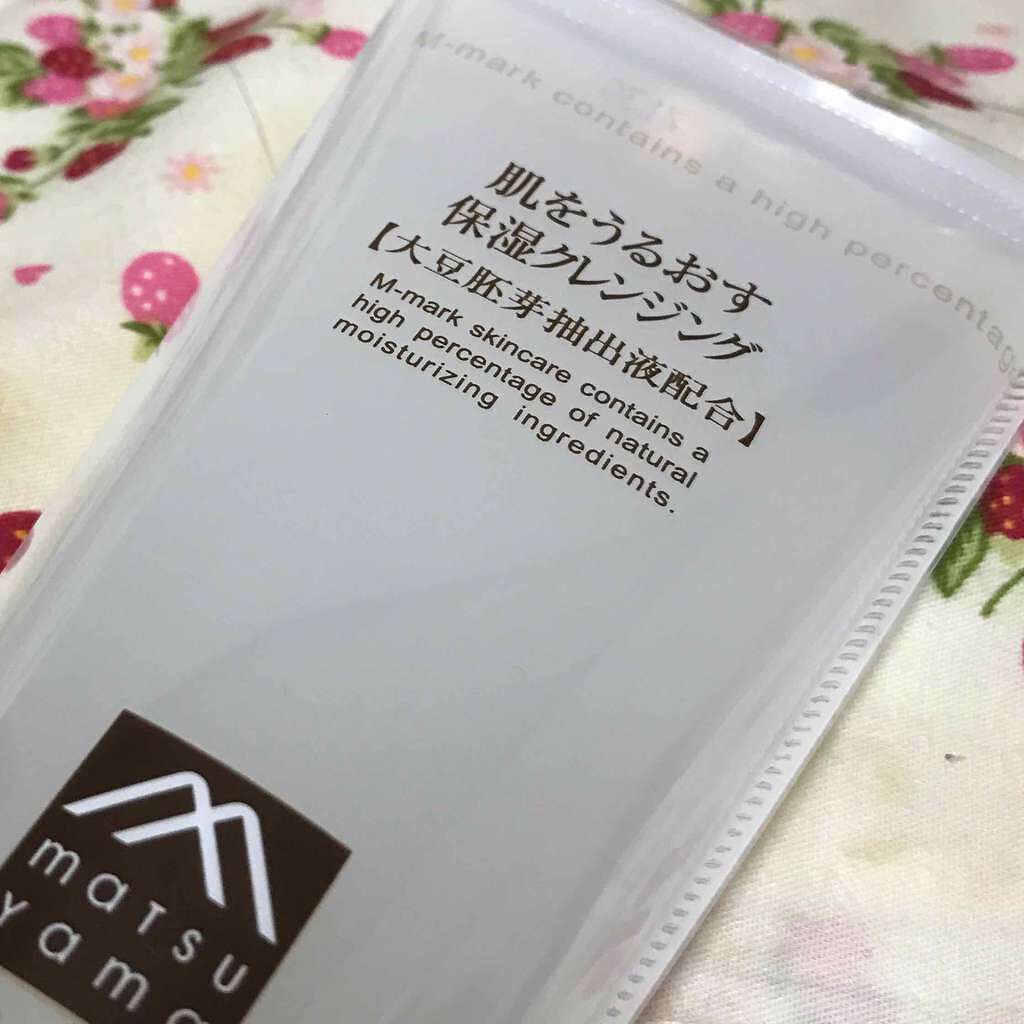 M-mark contains a high percentage
肌をうるおす
保湿クレンジング
【大豆胚芽抽出液配合】
M-mark skincare contains a
high percentage of natural
moisturizing ingredients.
matsu
yama